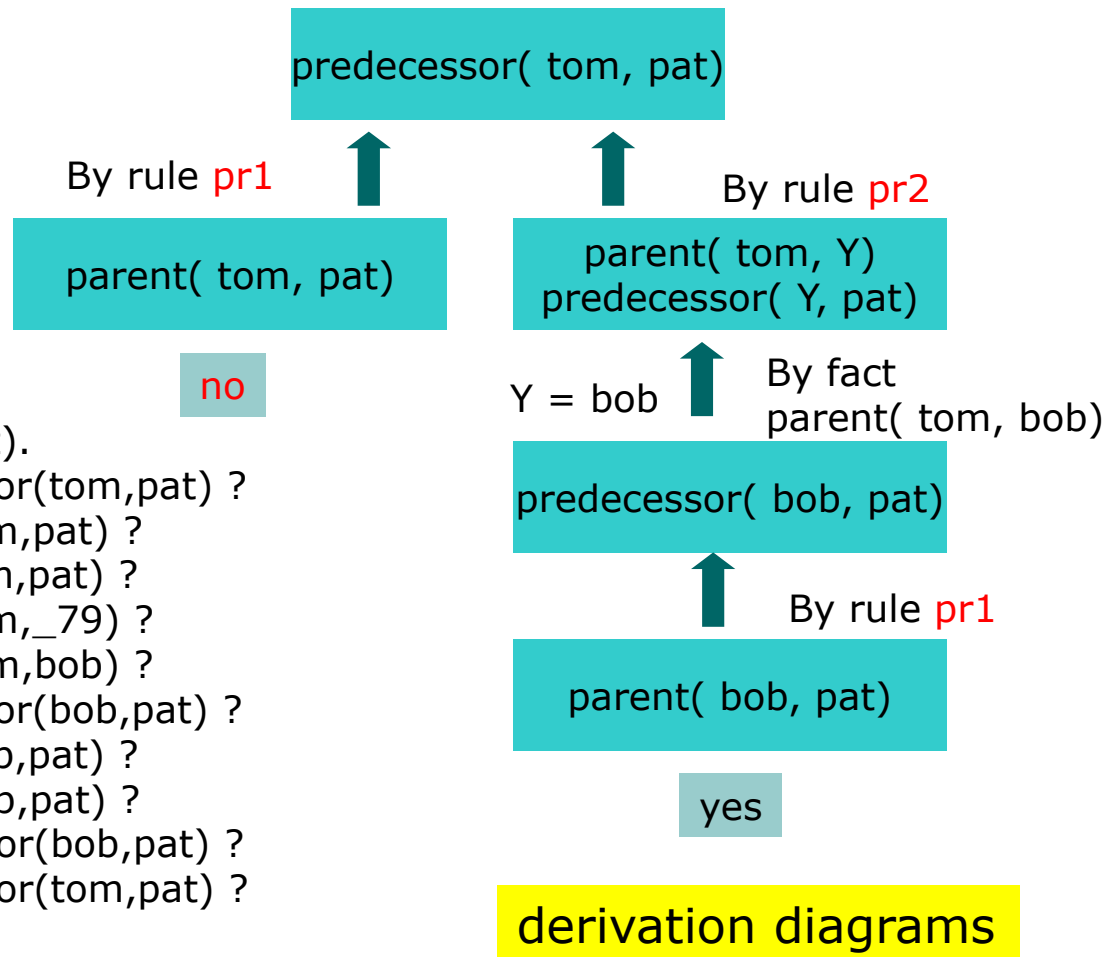 predecessor( tom, pat)
By rule pr1
By rule pr2
parent( tom, pat)
parent( tom, Y)
predecessor( Y, pat)
no
Y = bob
By fact
parent( tom, bob)
).
or(tom,pat) ?
m,pat) ?
n,pat) ?
m,_79) ?
m,bob) ?
or(bob,pat) ?
o,pat) ?
o,pat) ?
or(bob,pat) ?
or(tom,pat) ?
predecessor( bob, pat)
By rule pr1
parent( bob, pat)
yes
derivation diagrams